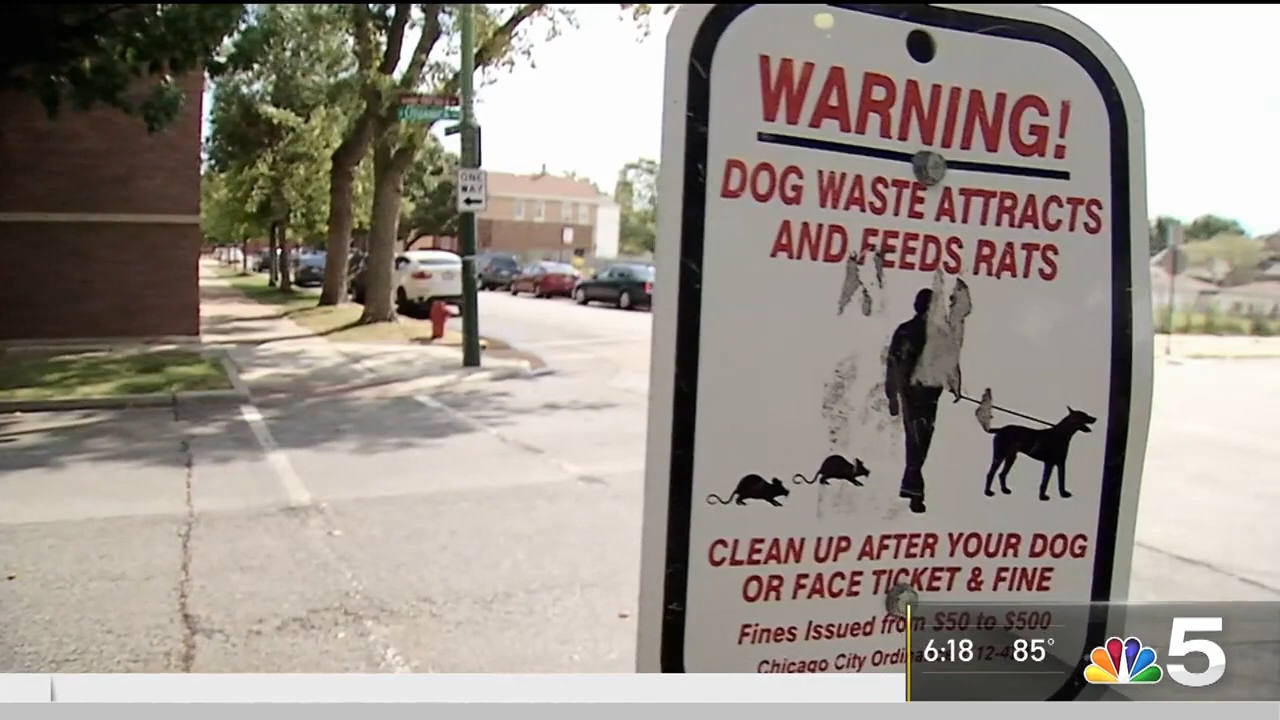 WARNING!
DOG WASTE ATTRACTS
AND FEEDS RATS
ONE
WAY
CLEAN UP AFTER YOUR DOG
OR FACE TICKET & FINE
Fines Issued from $50 to $500
Chicago City
6:18 85° 5